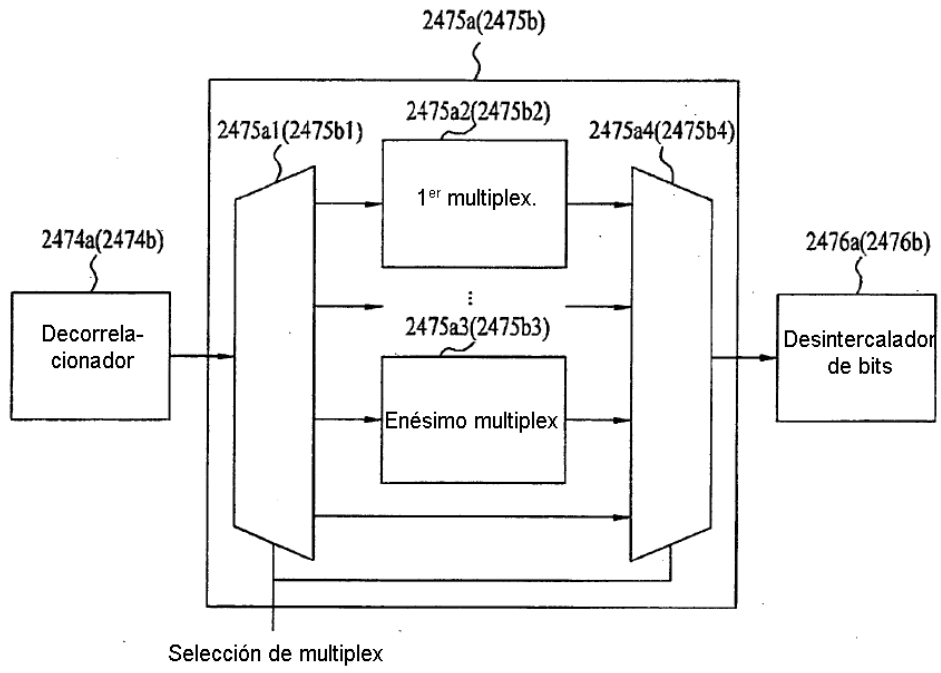 2475a(2475b)
2475a1(2475b1)
2475a2(2475b2)
2475a4(2475b4)
1er multiplex.
2474a(2474b)
2476a(2476b)
...
2475a3(2475b3)
Decorrela-
cionador
Desintercalador
de bits
Enésimo multiplex
Selección de multiplex